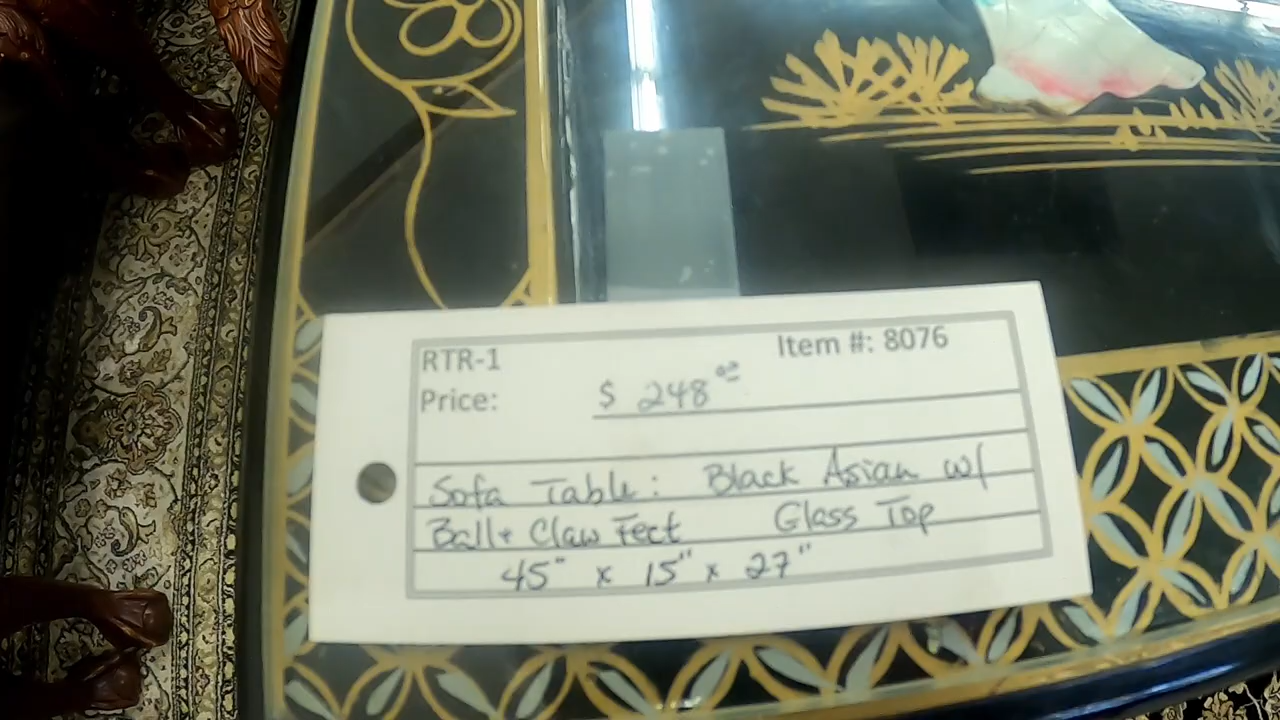 RTR-1 Item #: 8076
Price: $ 248 00
Sofa Table: Black Asian w/
Ball + Claw Feet Glass Top
45" x 15" x 27"